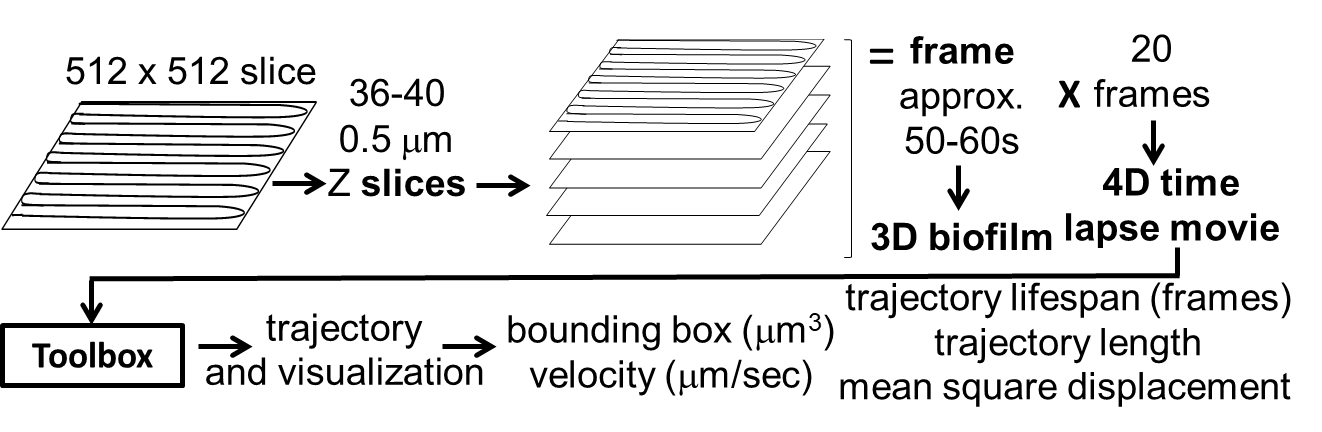 512 x 512 slice
36-40
0.5 μm
Z slices
= frame
approx.
50-60s
3D biofilm
20
X frames
4D time
lapse movie
Toolbox
trajectory
and visualization
bounding box (μm³)
velocity (μm/sec)
trajectory lifespan (frames)
trajectory length
mean square displacement